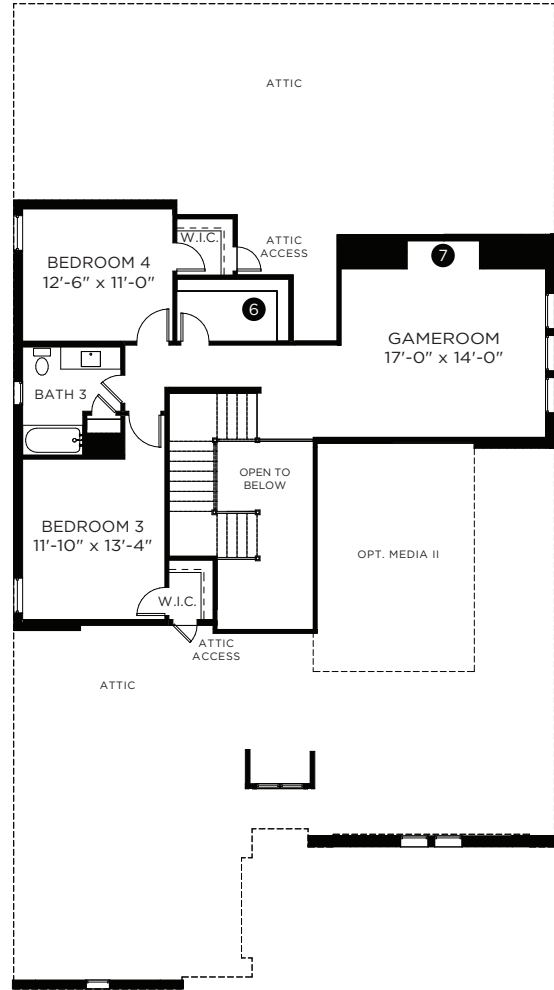 ATTIC
W.I.C.
ATTIC
ACCESS
BEDROOM 4
12'-6" x 11'-0"
7
6
GAMEROOM
17'-0" x 14'-0"
BATH 3
OPEN TO
BELOW
BEDROOM 3
11'-10" x 13'-4"
OPT. MEDIA II
W.I.C.
ATTIC
ACCESS
ATTIC